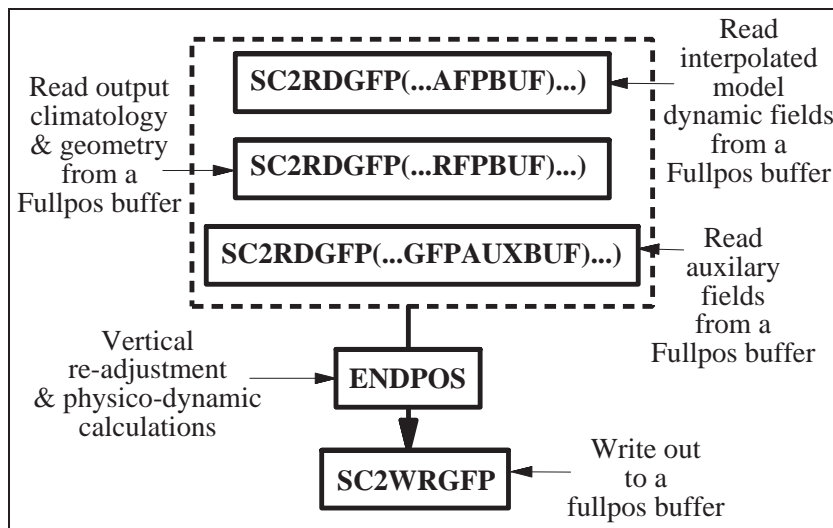 SC2RDGFP(...AFPBUF)...)
Read
interpolated
model
dynamic fields
from a
Fullpos buffer
Read output
climatology
& geometry
from a
Fullpos buffer
SC2RDGFP(...RFPBUF)...)
SC2RDGFP(...GFPAUXBUF)...)
Read
auxilary
fields
from a
Fullpos buffer
Vertical
re-adjustment
& physico-dynamic
calculations
ENDPOS
SC2WRGFP
Write out
to a
fullpos buffer